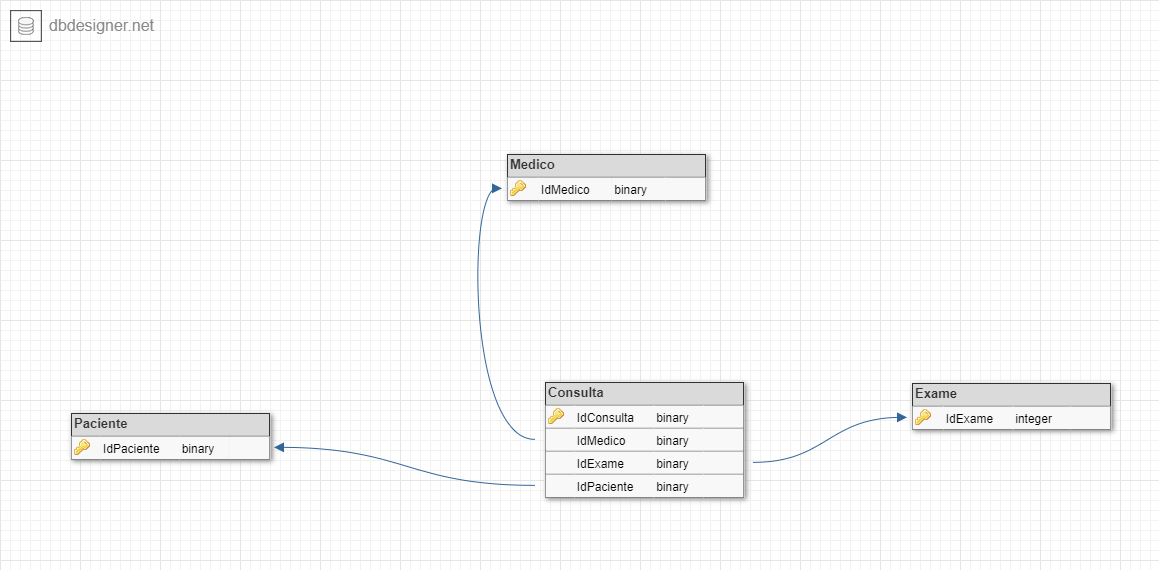 dbdesigner.net
Medico
IdMedico binary
Consulta
IdConsulta binary
IdMedico binary
IdExame binary
IdPaciente binary
Exame
IdExame integer
Paciente
IdPaciente binary